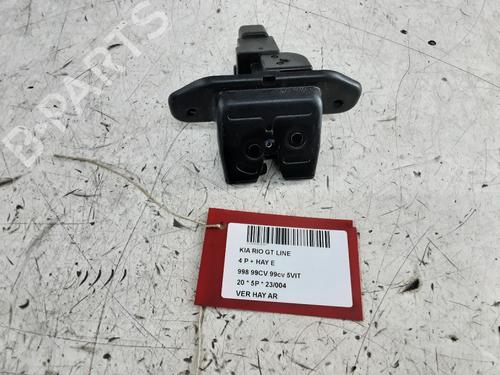 B-PARTS
KIA RIO GT LINE
4 P + HAY E
998 99CV 99cv 5VIT
20 * 5P * 23/004
VER HAY AR